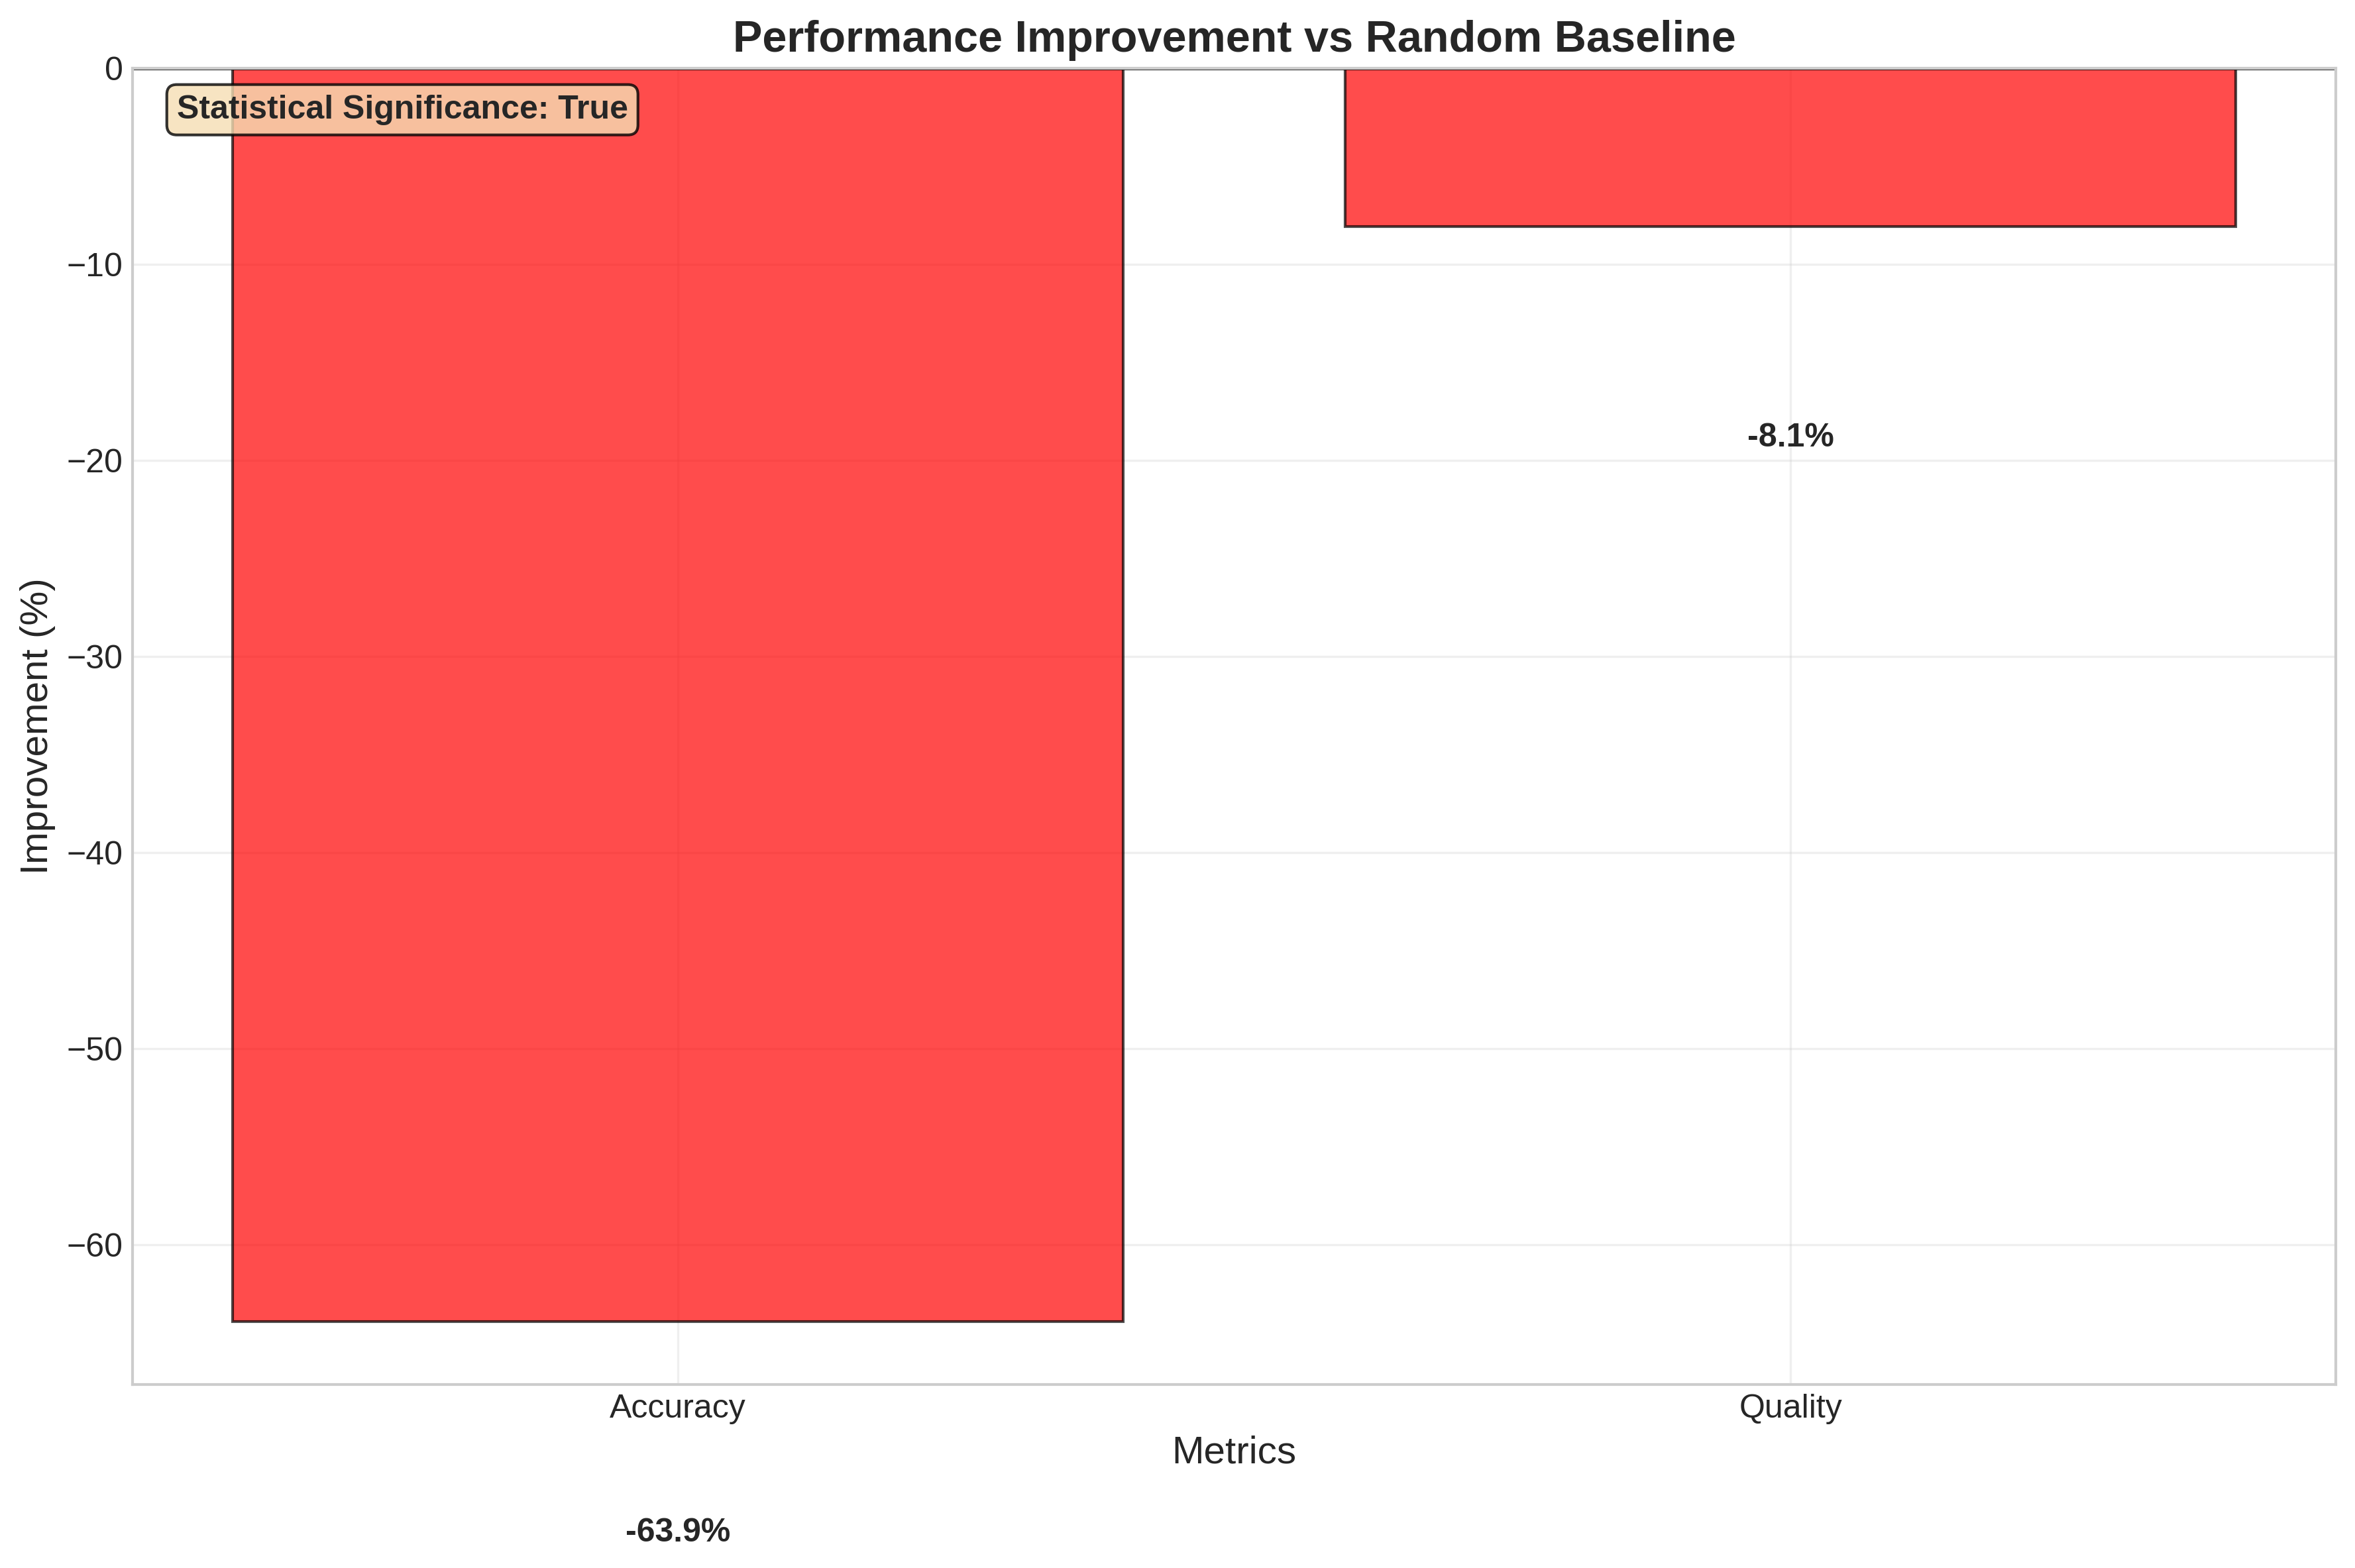 Performance Improvement vs Random Baseline
Statistical Significance: True
Improvement (%)
0
−10
−20
−30
−40
−50
−60
-8.1%
Accuracy
Quality
Metrics
-63.9%